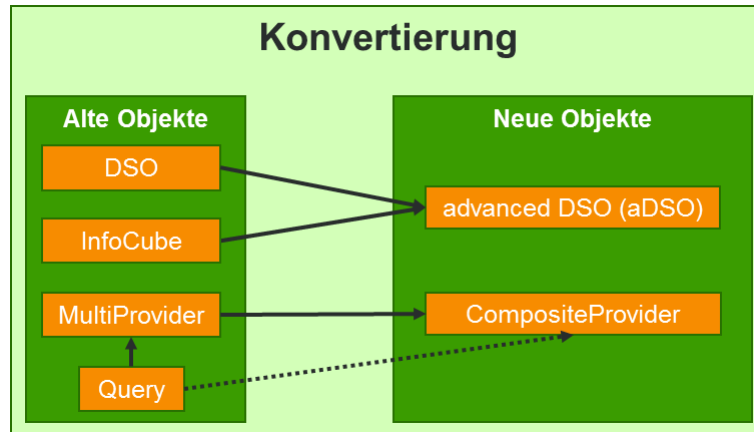 Konvertierung
Alte Objekte
DSO
InfoCube
MultiProvider
Query
Neue Objekte
advanced DSO (aDSO)
CompositeProvider